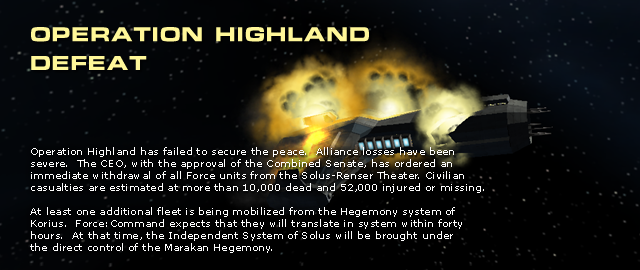 OPERATION HIGHLAND
DEFEAT
Operation Highland has failed to secure the peace.  Alliance losses have been
severe.  The CEO, with the approval of the Combined Senate, has ordered an
immediate withdrawal of all Force units from the Solus-Renser Theater. Civilian
casualties are estimated at more than 10,000 dead and 52,000 injured or missing.
At least one additional fleet is being mobilized from the Hegemony system of
Korius.  Force:Command expects that they will translate in system within forty
hours.  At that time, the Independent System of Solus will be brought under
the direct control of the Marakan Hegemony.